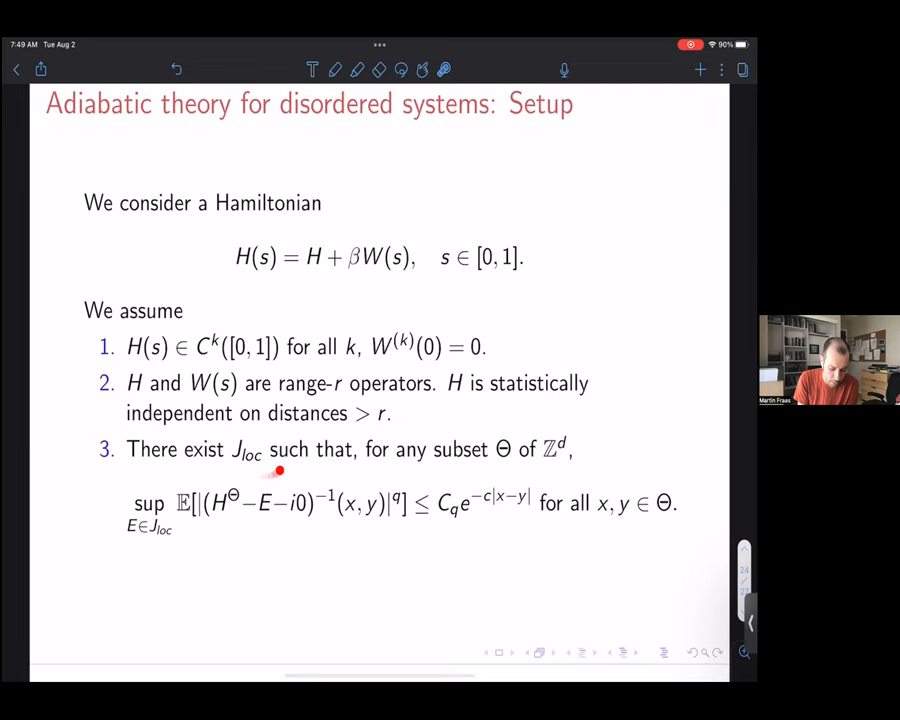 7:49 AM Tue Aug 2
90%
Adiabatic theory for disordered systems: Setup
We consider a Hamiltonian
H(s) = H + βW(s), s ∈ [0, 1].
We assume
1. H(s) ∈ C^k([0, 1]) for all k, W^(k)(0) = 0.
2. H and W(s) are range-r operators. H is statistically
independent on distances > r.
3. There exist J_loc such that, for any subset Θ of ℤ^d,
sup_{E∈J_loc} 𝔼[|(H^Θ−E−i0)^{−1}(x, y)|^q] ≤ C_q e^{−c|x−y|} for all x, y ∈ Θ.
Martin Fraas
24